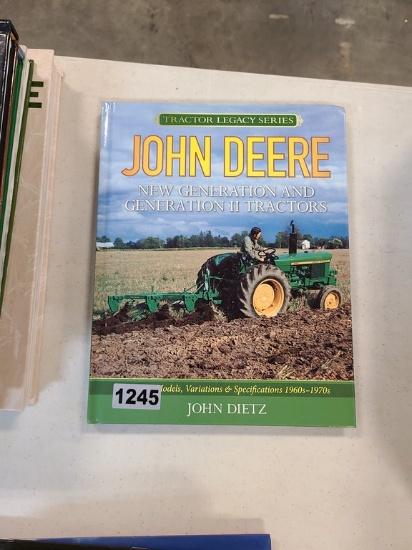 TRACTOR LEGACY SERIES
JOHN DEERE
NEW GENERATION AND
GENERATION II TRACTORS
Models, Variations & Specifications 1960s-1970s
1245
JOHN DIETZ
E